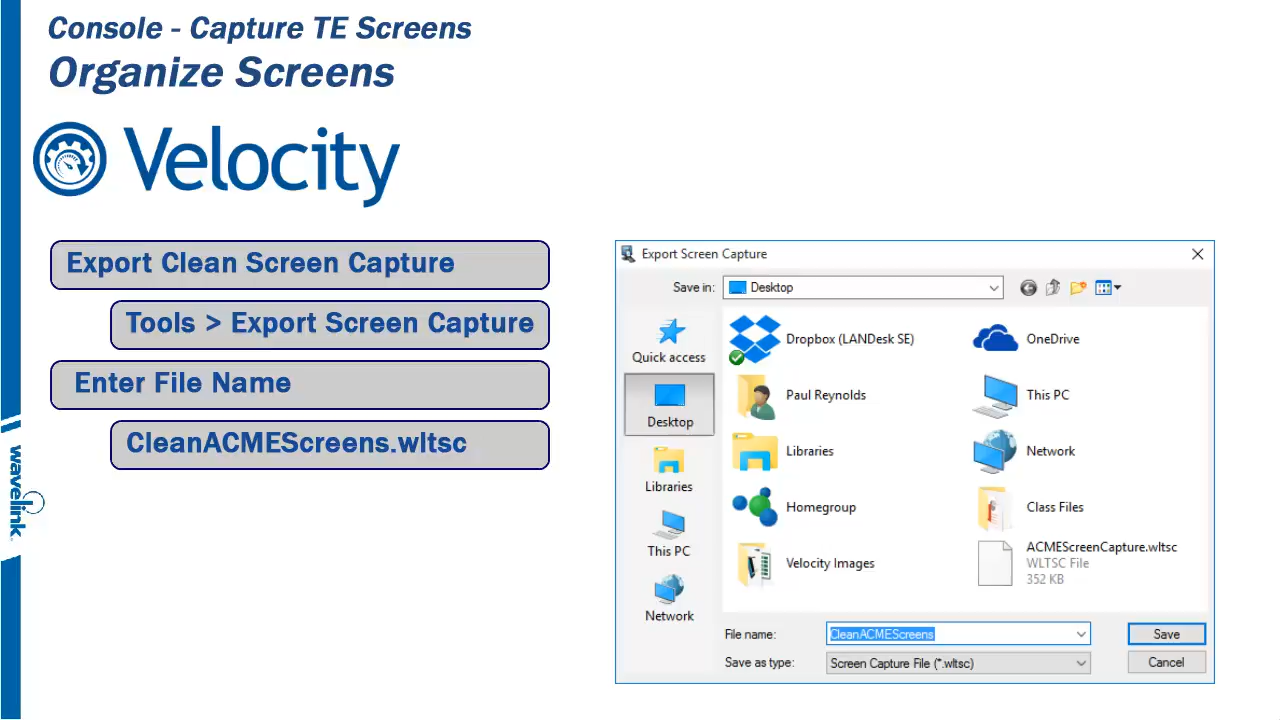 Console - Capture TE Screens
Organize Screens
Velocity
Export Clean Screen Capture
Tools > Export Screen Capture
Enter File Name
CleanACMEScreens.wltsc
wavelink
Export Screen Capture
Save in:
Desktop
Quick access
Desktop
Libraries
This PC
Network
Dropbox (LANDesk SE)
OneDrive
Paul Reynolds
This PC
Libraries
Network
Homegroup
Class Files
Velocity Images
ACMEScreenCapture.wltsc
WLTSC File
352 KB
File name:
CleanACMEScreens
Save
Save as type:
Screen Capture File (*.wltsc)
Cancel